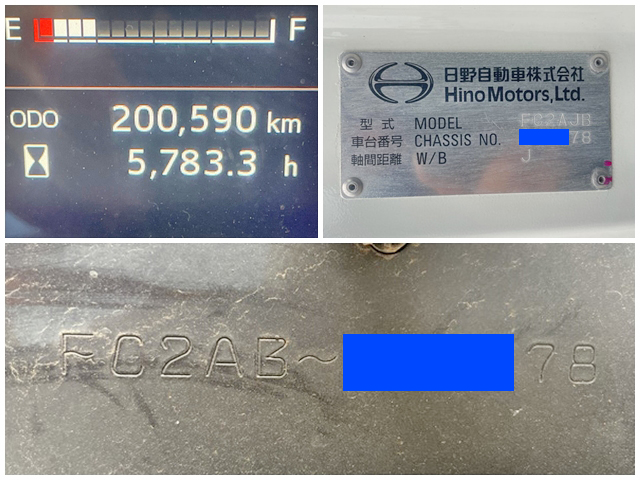 E F
ODO 200,590 km
5,783.3 h
日野自動車株式会社
Hino Motors, Ltd.
型式 MODEL FC2AJB
車台番号 CHASSIS NO. 78
軸間距離 W/B J
FC2AB~ 78